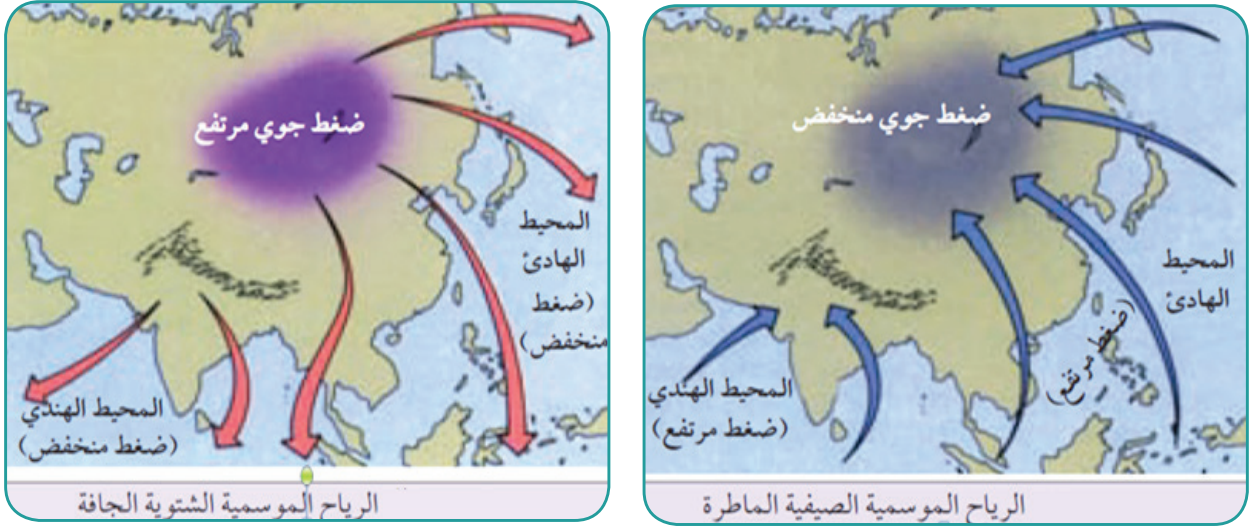 ضغط جوي منخفض
المحيط
الهادئ
(ضغط مرتفع)
المحيط الهندي
(ضغط مرتفع)
الرياح الموسمية الصيفية الماطرة
ضغط جوي مرتفع
المحيط
الهادئ
(ضغط
منخفض)
المحيط الهندي
(ضغط منخفض)
الرياح الموسمية الشتوية الجافة